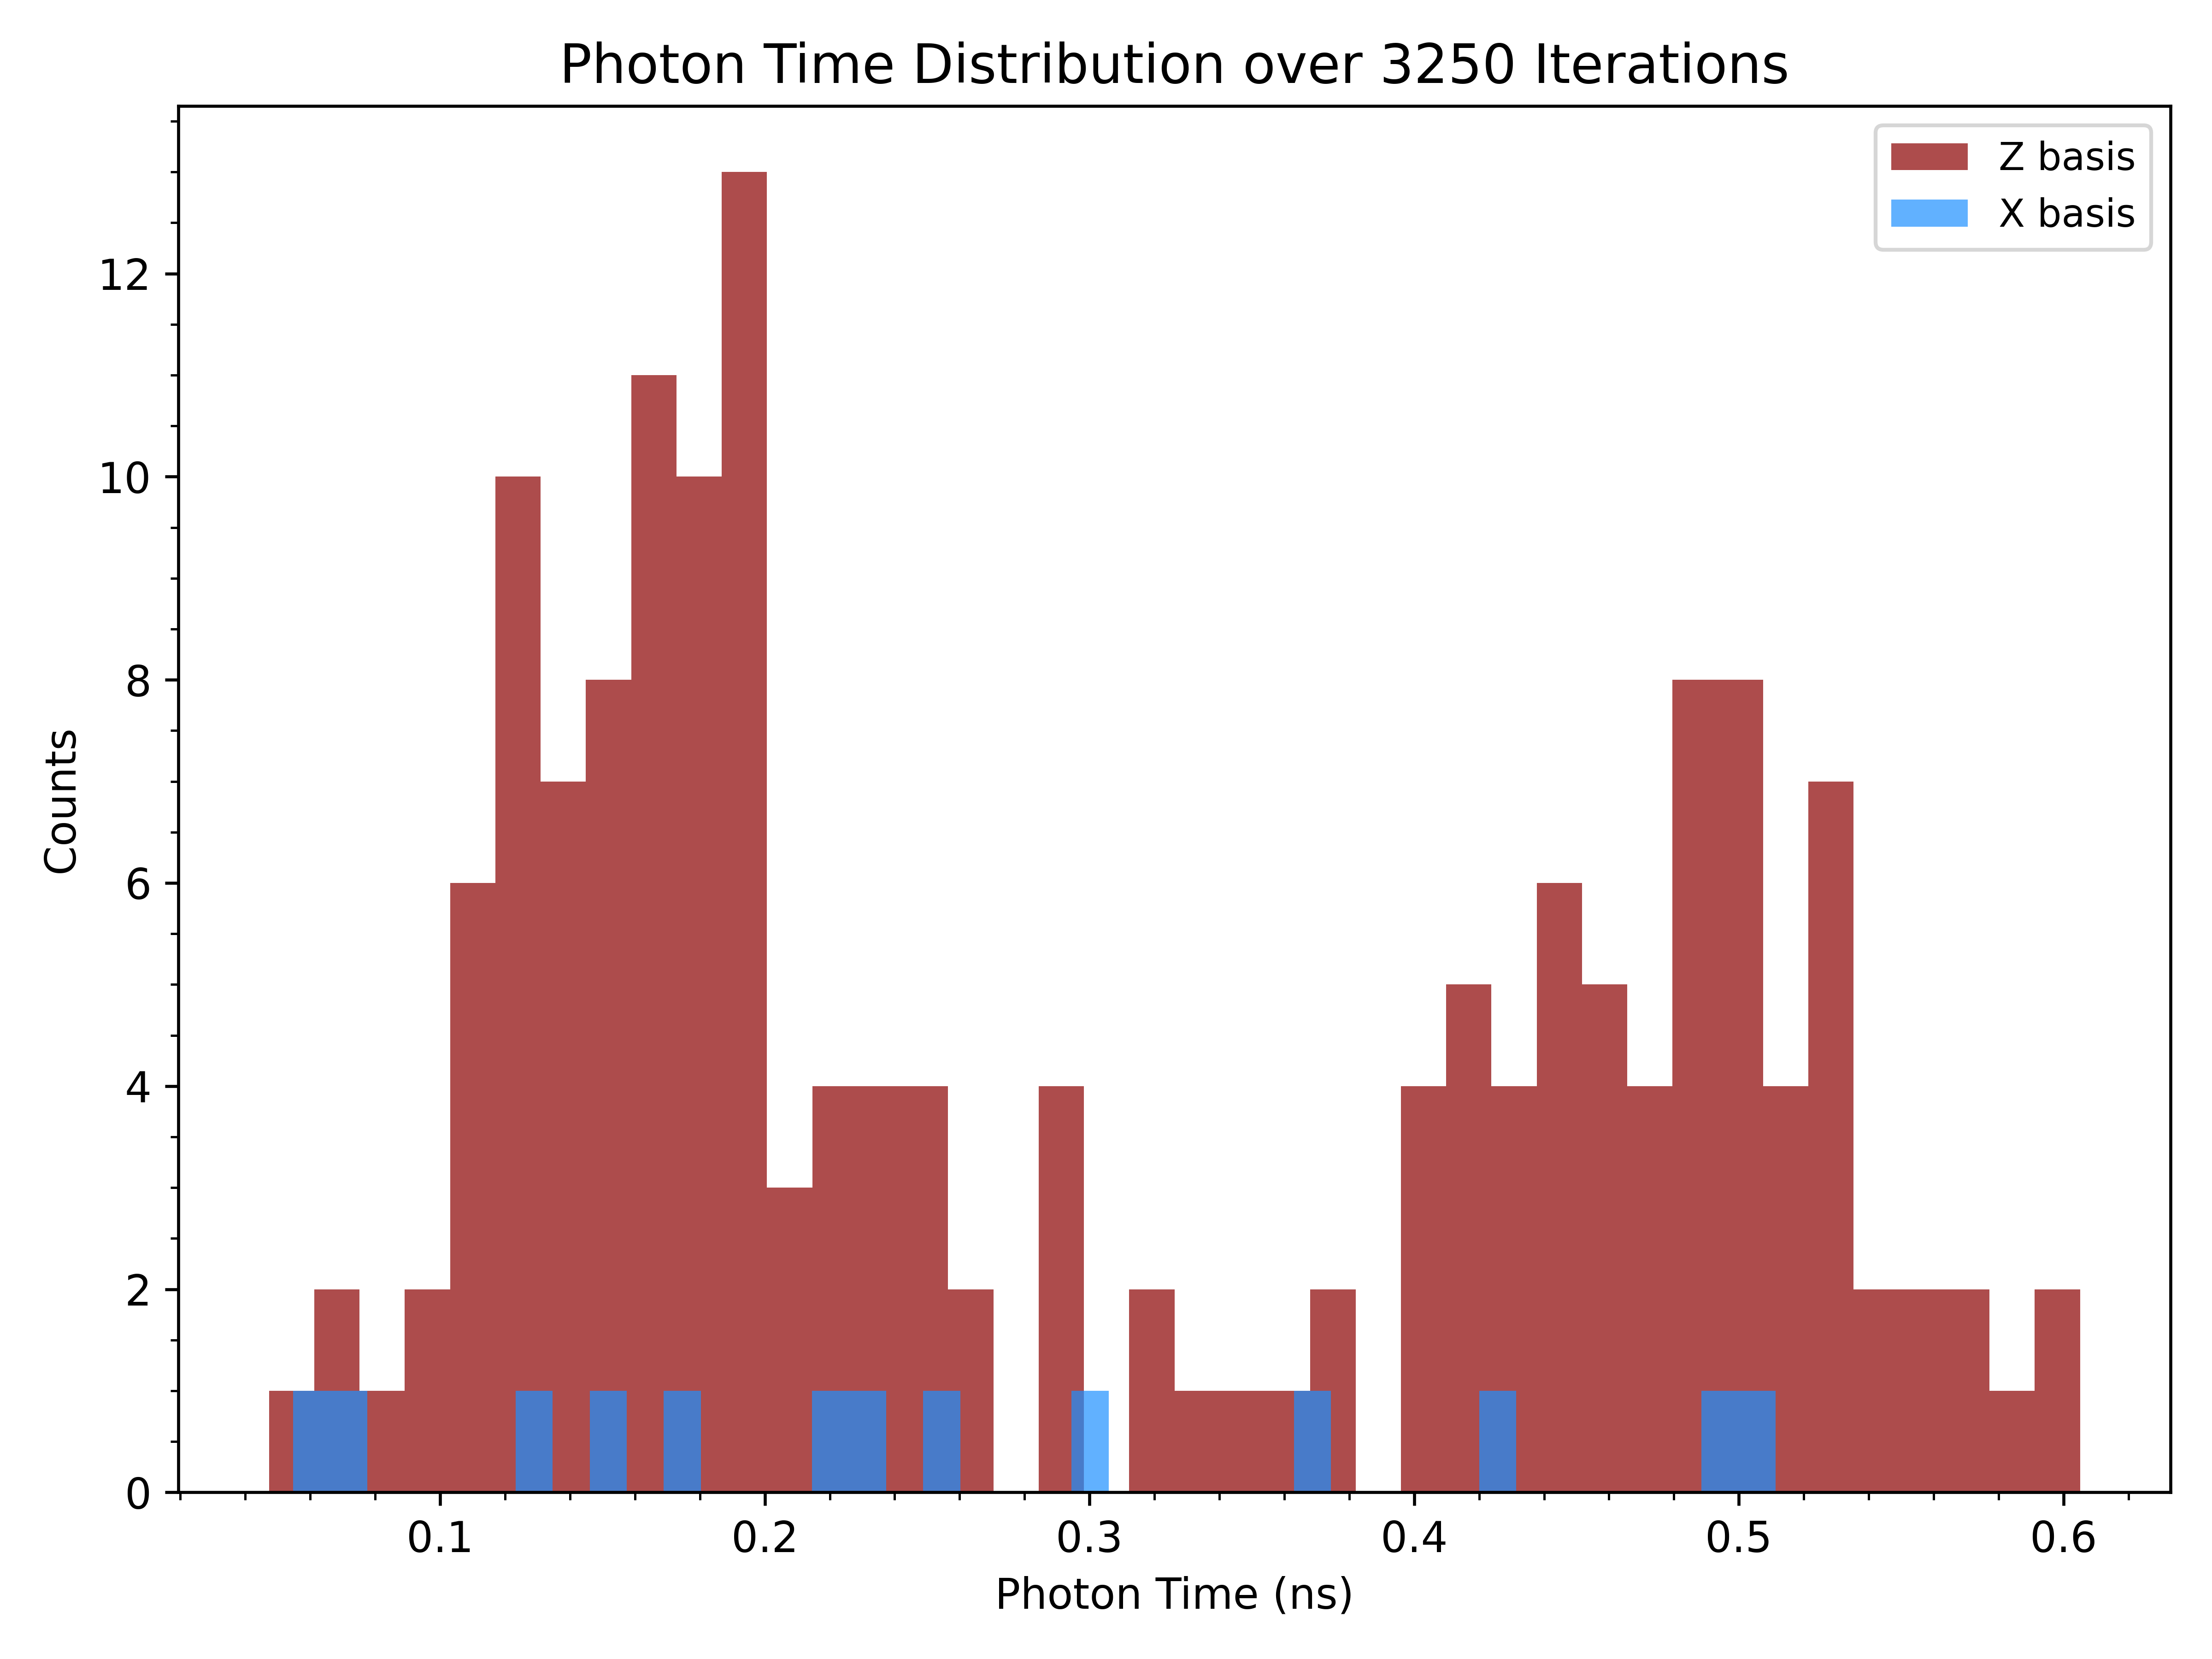 Photon Time Distribution over 3250 Iterations
Z basis
X basis
12
10
8
6
4
2
0
Counts
0.1 0.2 0.3 0.4 0.5 0.6
Photon Time (ns)